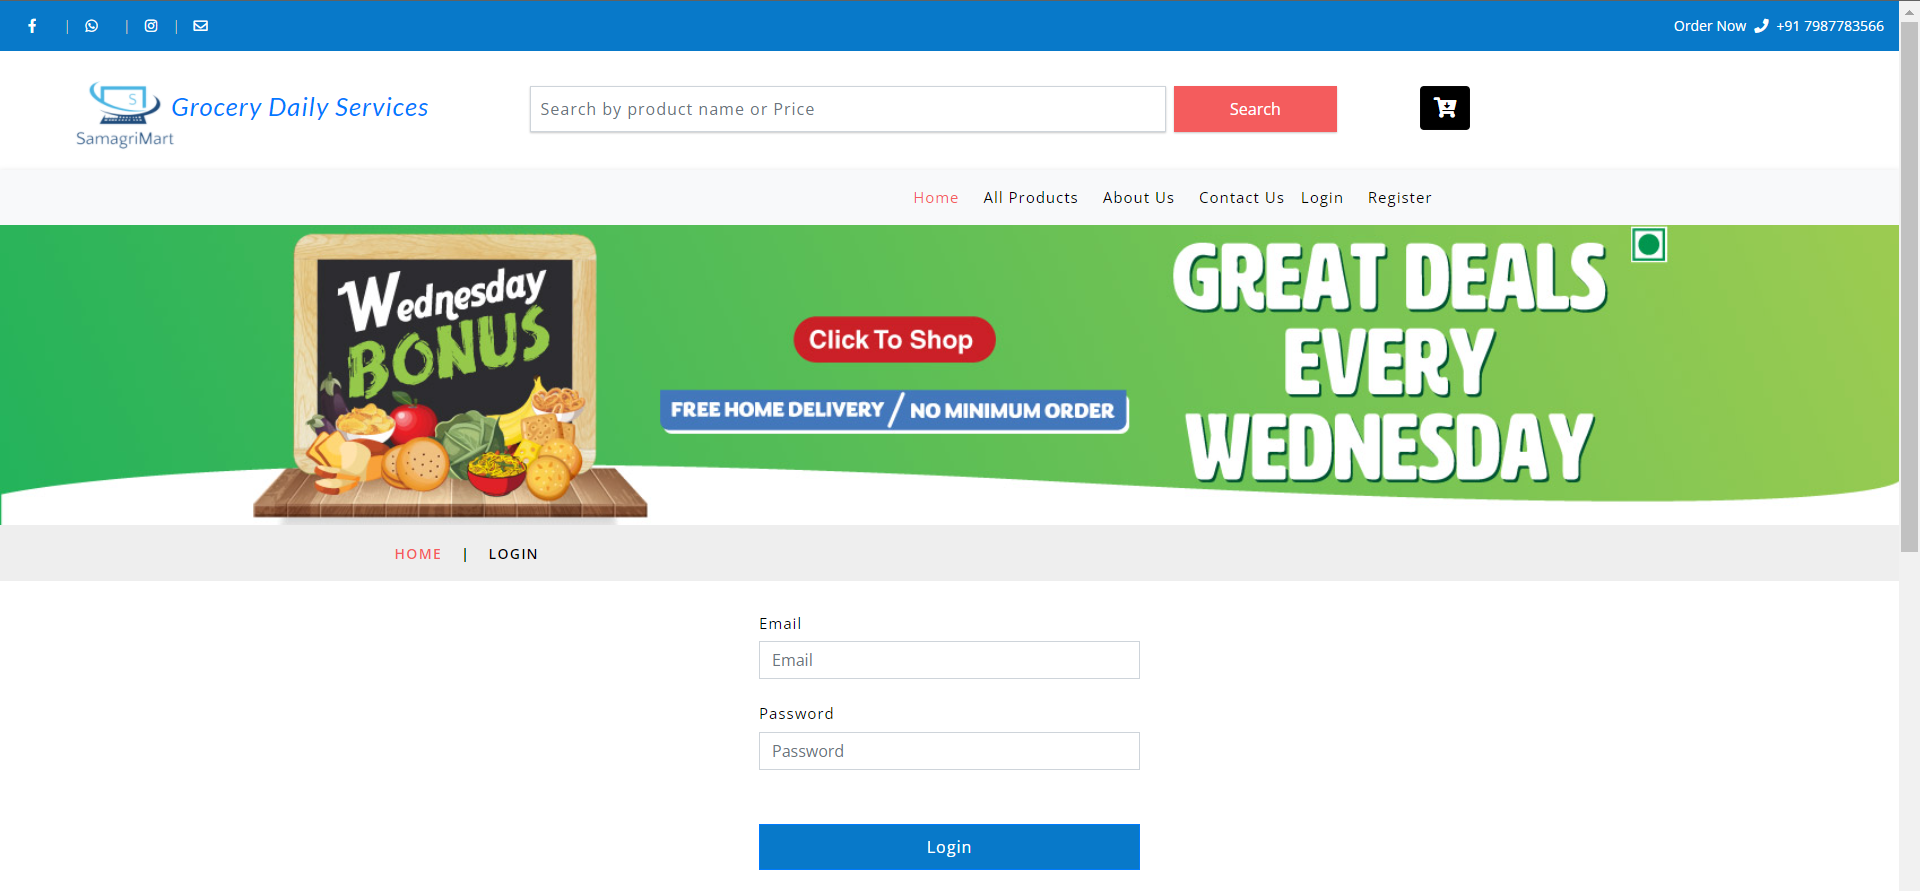 | | |
Order Now +91 7987783566
S
SamagriMart
Grocery Daily Services
Search by product name or Price
Search
Home All Products About Us Contact Us Login Register
Wednesday
BONUS
Click To Shop
FREE HOME DELIVERY / NO MINIMUM ORDER
GREAT DEALS
EVERY
WEDNESDAY
HOME | LOGIN
Email
Email
Password
Password
Login